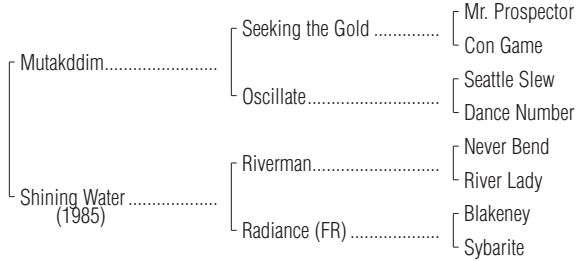 Mr. Prospector
Seeking the Gold ..............
Con Game
Mutakddim........................
Seattle Slew
Oscillate............................
Dance Number
Never Bend
Riverman...........................
River Lady
Shining Water ...................
(1985)
Blakeney
Radiance (FR) ...................
Sybarite